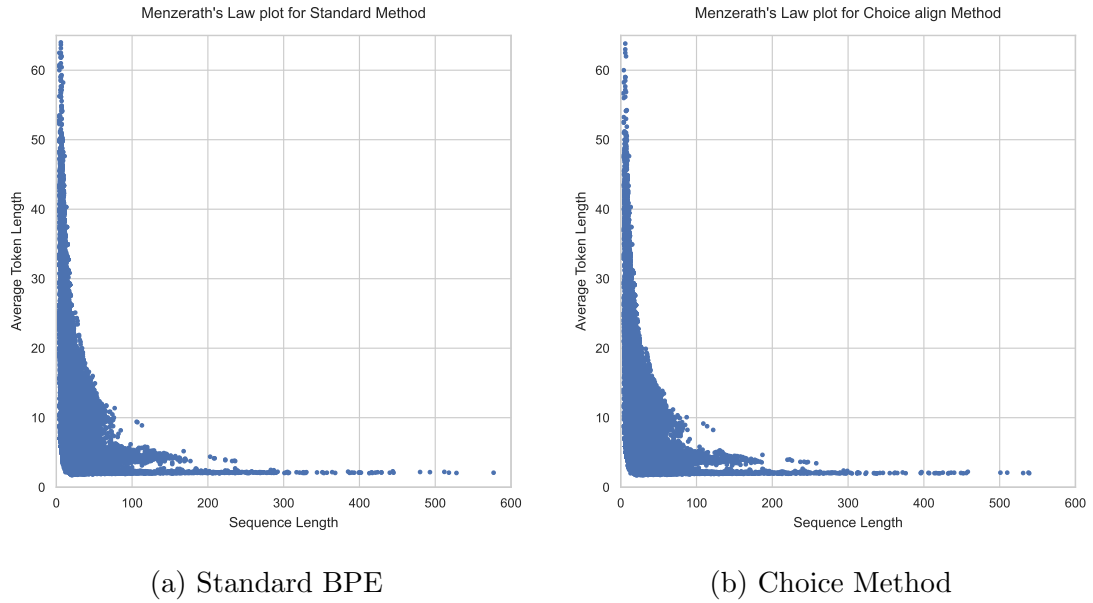 Menzerath's Law plot for Standard Method
Average Token Length
60
50
40
30
20
10
0
0 100 200 300 400 500 600
Sequence Length
(a) Standard BPE
Menzerath's Law plot for Choice align Method
Average Token Length
60
50
40
30
20
10
0
0 100 200 300 400 500 600
Sequence Length
(b) Choice Method